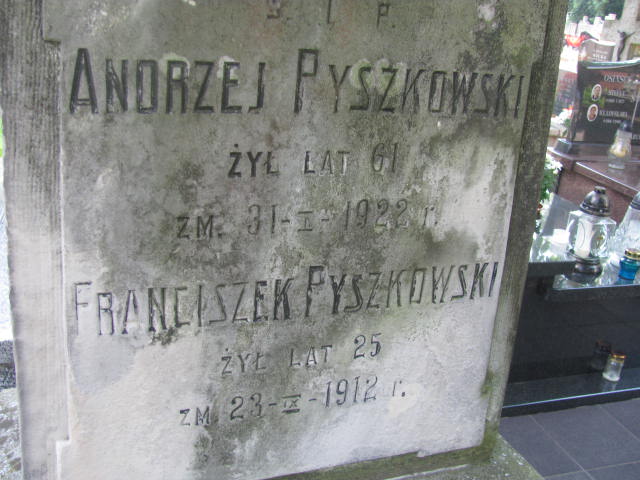 Ś. † P.
ANDRZEJ PYSZKOWSKI
ŻYŁ LAT 61
ZM. 31-I-1922 r.
FRANCISZEK PYSZKOWSKI
ŻYŁ LAT 25
ZM. 23-IX-1912 r.